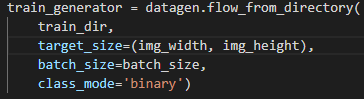 train_generator = datagen.flow_from_directory(
    train_dir,
    target_size=(img_width, img_height),
    batch_size=batch_size,
    class_mode='binary')